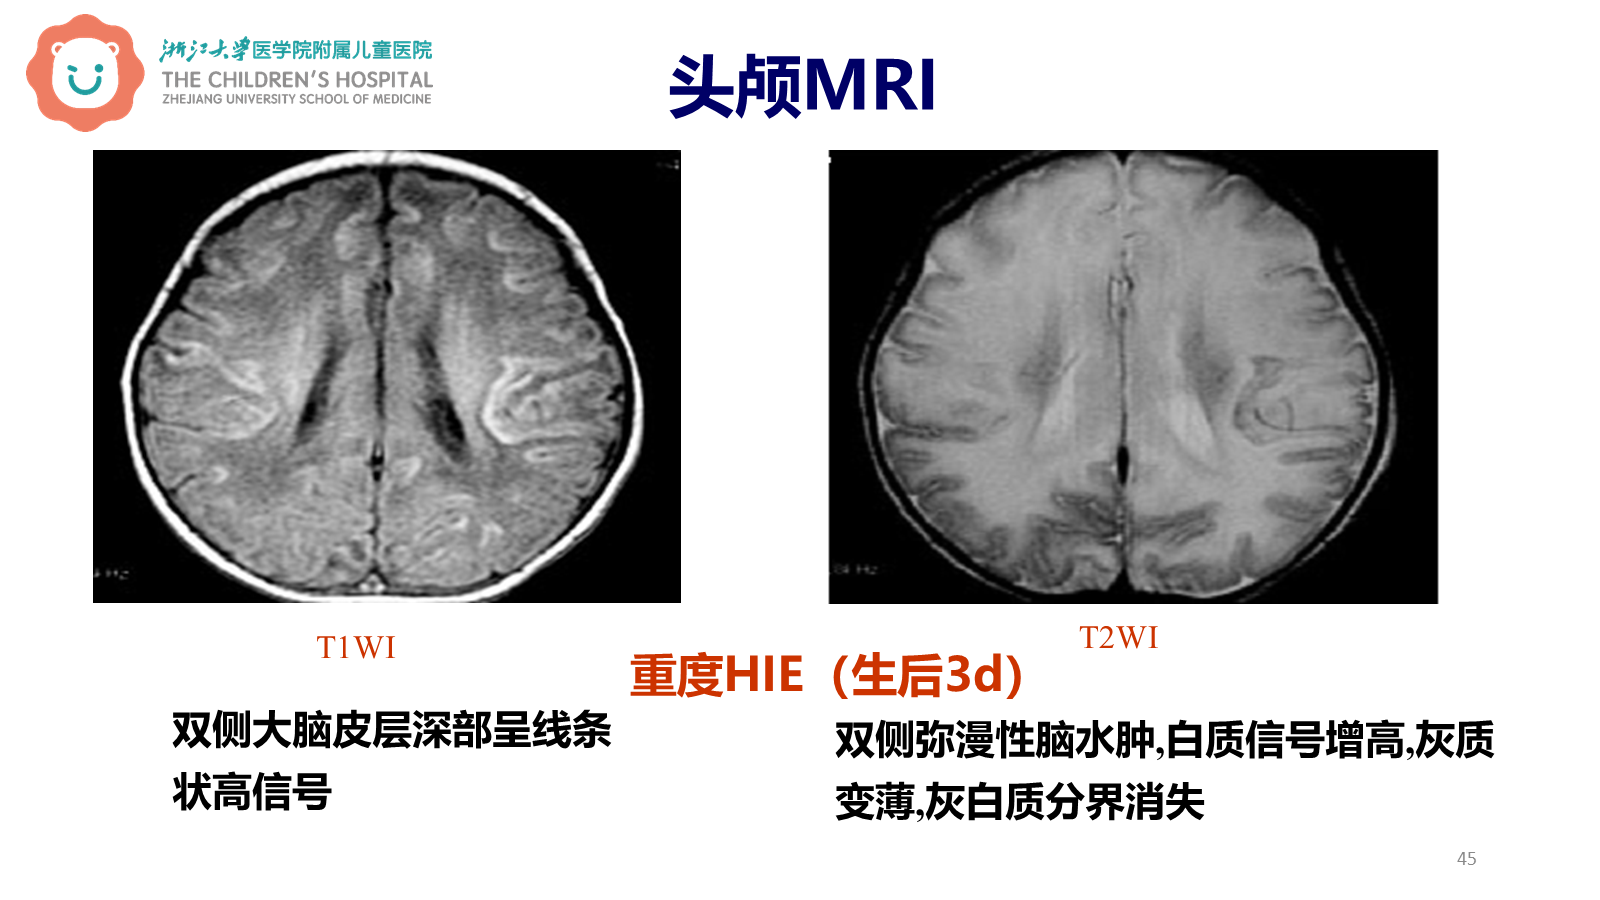 浙江大学医学院附属儿童医院
THE CHILDREN'S HOSPITAL
ZHEJIANG UNIVERSITY SCHOOL OF MEDICINE
头颅MRI
T1WI
T2WI
重度HIE（生后3d）
双侧大脑皮层深部呈线条
状高信号
双侧弥漫性脑水肿,白质信号增高,灰质
变薄,灰白质分界消失
45